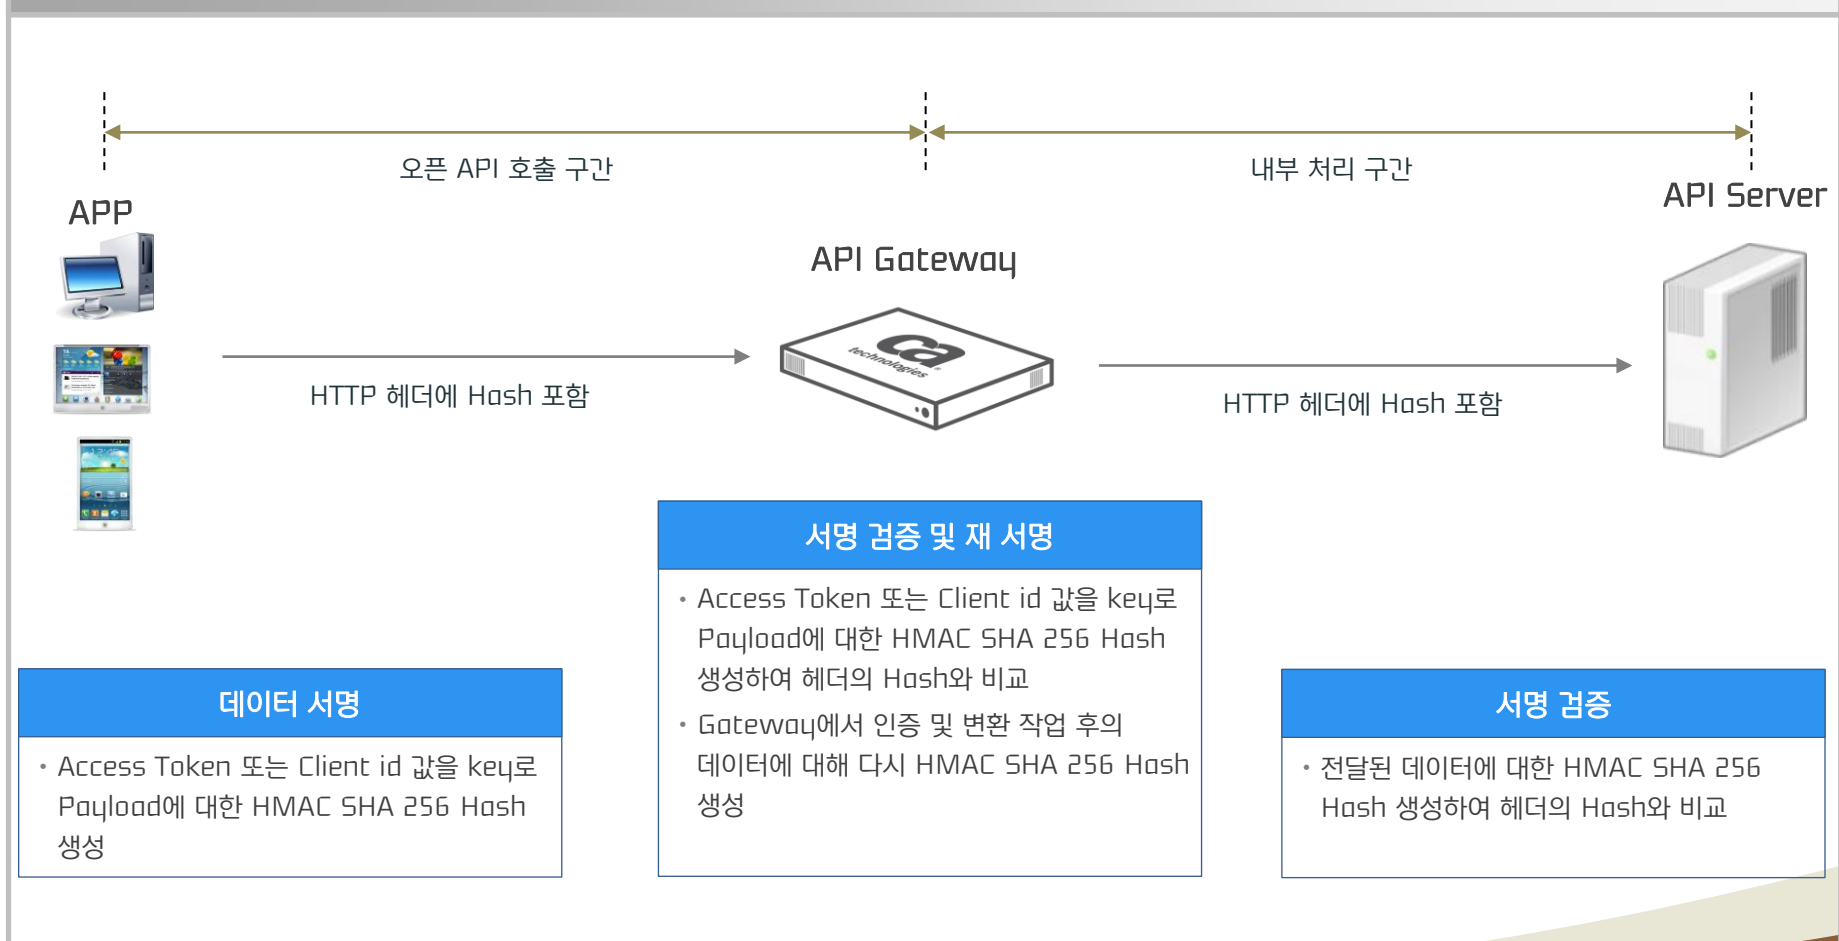 오픈 API 호출 구간
내부 처리 구간
APP
API Gateway
API Server
ca
technologies
HTTP 헤더에 Hash 포함
HTTP 헤더에 Hash 포함
데이터 서명
· Access Token 또는 Client id 값을 key로
Payload에 대한 HMAC SHA 256 Hash
생성
서명 검증 및 재 서명
· Access Token 또는 Client id 값을 key로
Payload에 대한 HMAC SHA 256 Hash
생성하여 헤더의 Hash와 비교
· Gateway에서 인증 및 변환 작업 후의
데이터에 대해 다시 HMAC SHA 256 Hash
생성
서명 검증
· 전달된 데이터에 대한 HMAC SHA 256
Hash 생성하여 헤더의 Hash와 비교